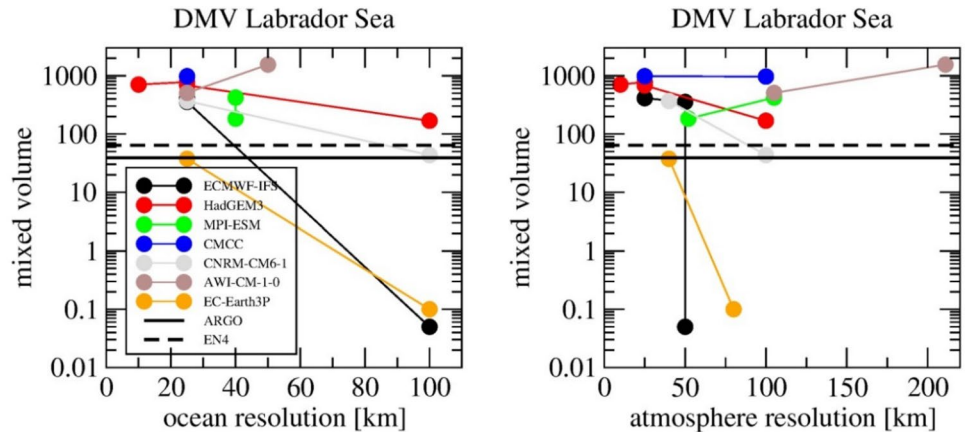 DMV Labrador Sea
mixed volume
1000
100
10
1
0.1
0.01
ECMWF-IFS
HadGEM3
MPI-ESM
CMCC
CNRM-CM6-1
AWI-CM-1-0
EC-Earth3P
ARGO
EN4
0 20 40 60 80 100
ocean resolution [km]
DMV Labrador Sea
mixed volume
1000
100
10
1
0.1
0.01
0 50 100 150 200
atmosphere resolution [km]